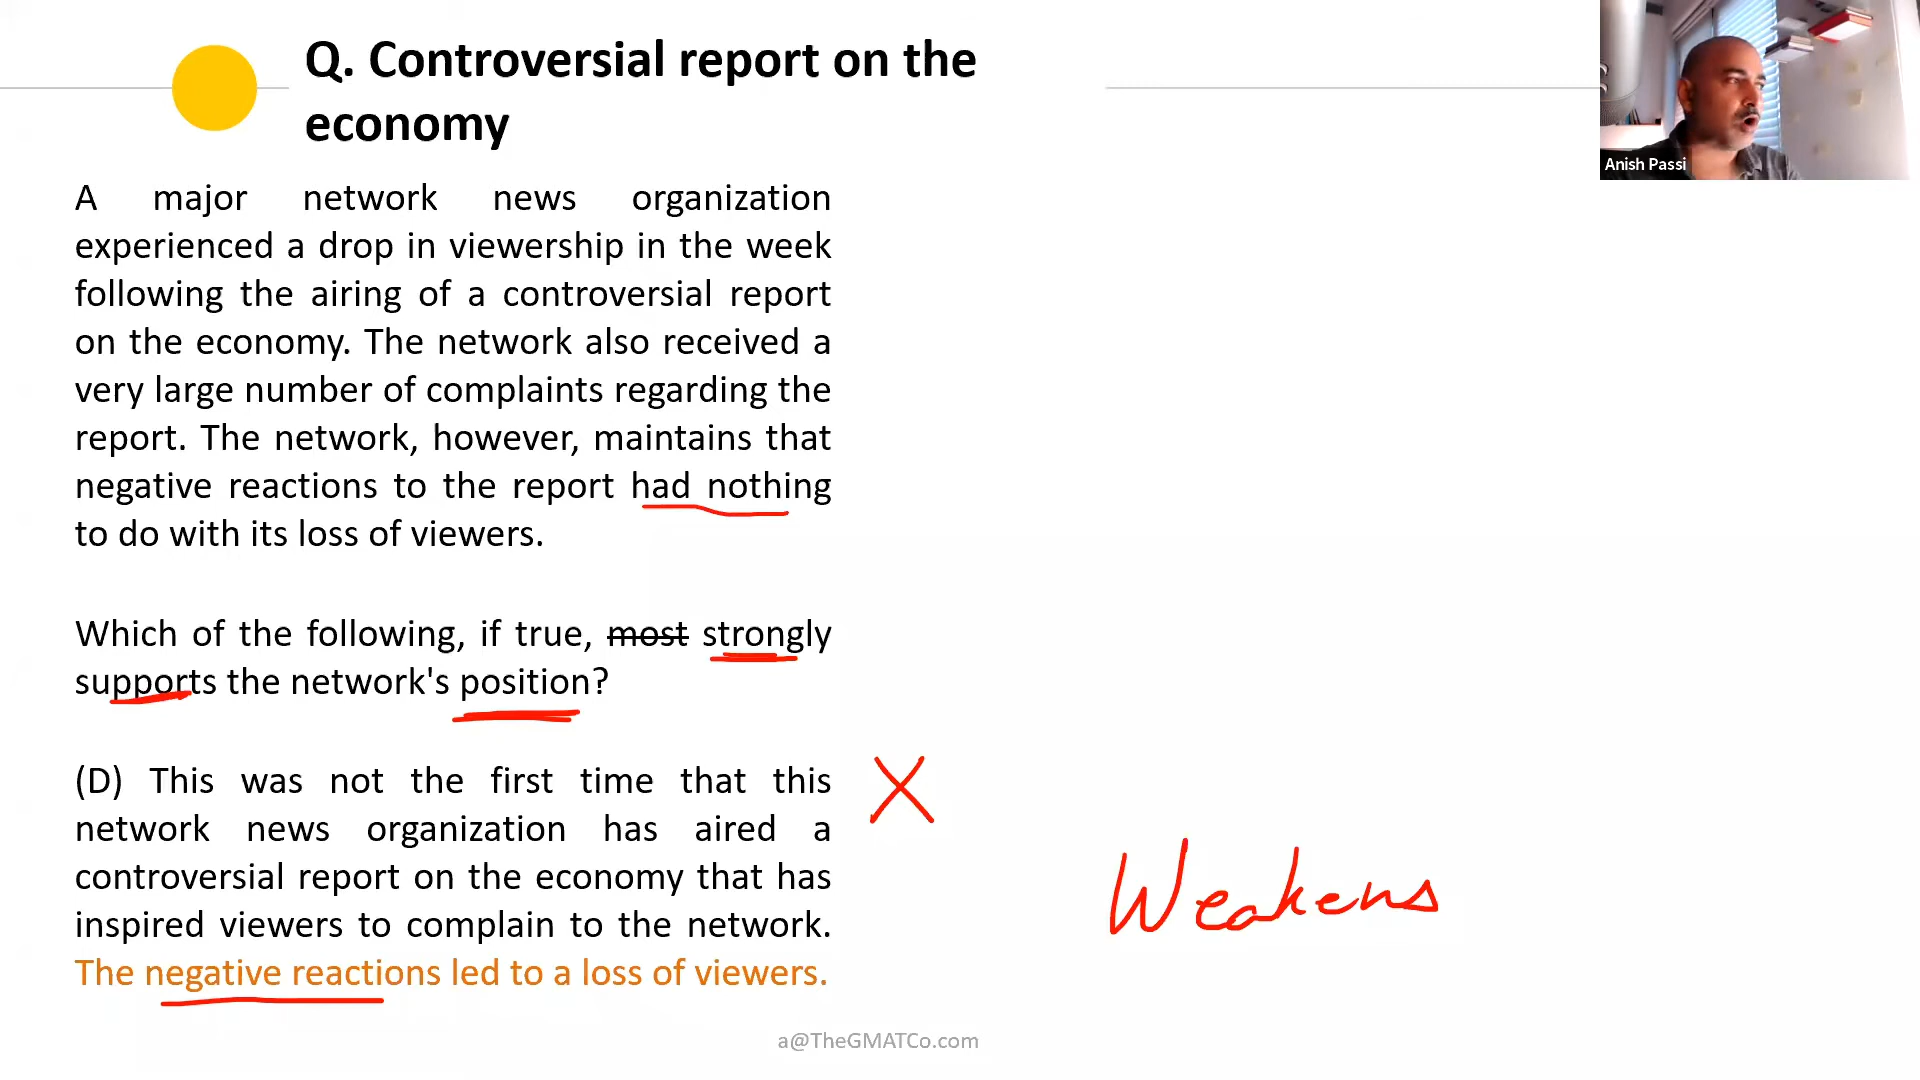 Q. Controversial report on the
economy
Anish Passi
A major network news organization
experienced a drop in viewership in the week
following the airing of a controversial report
on the economy. The network also received a
very large number of complaints regarding the
report. The network, however, maintains that
negative reactions to the report had nothing
to do with its loss of viewers.
Which of the following, if true, most strongly
supports the network's position?
(D) This was not the first time that this
network news organization has aired a
controversial report on the economy that has
inspired viewers to complain to the network.
The negative reactions led to a loss of viewers.
Weakens
a@TheGMATCo.com